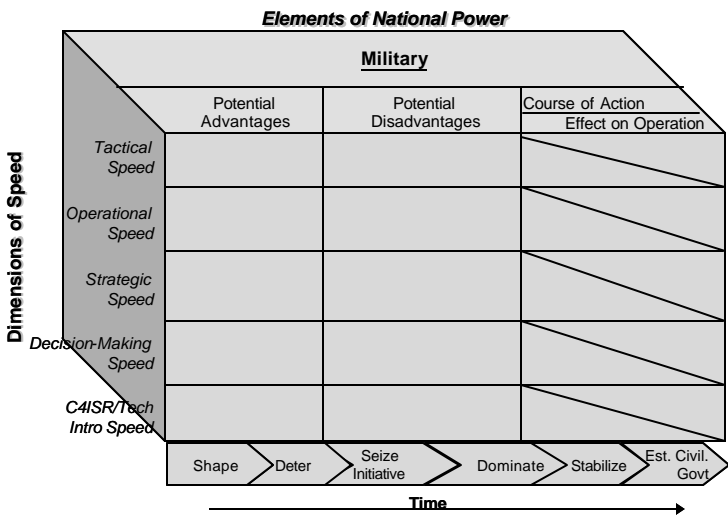 Elements of National Power
Military
Potential
Advantages
Potential
Disadvantages
Course of Action
Effect on Operation
Dimensions of Speed
Tactical
Speed
Operational
Speed
Strategic
Speed
Decision-Making
Speed
C4ISR/Tech
Intro Speed
Shape
Deter
Seize
Initiative
Dominate
Stabilize
Est. Civil.
Govt
Time